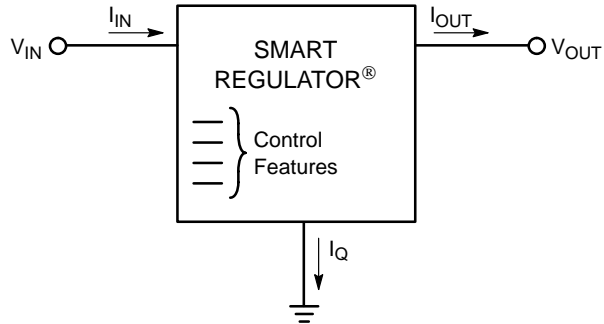 I_IN
I_OUT
V_IN
SMART
REGULATOR®
V_OUT
Control
Features
I_Q